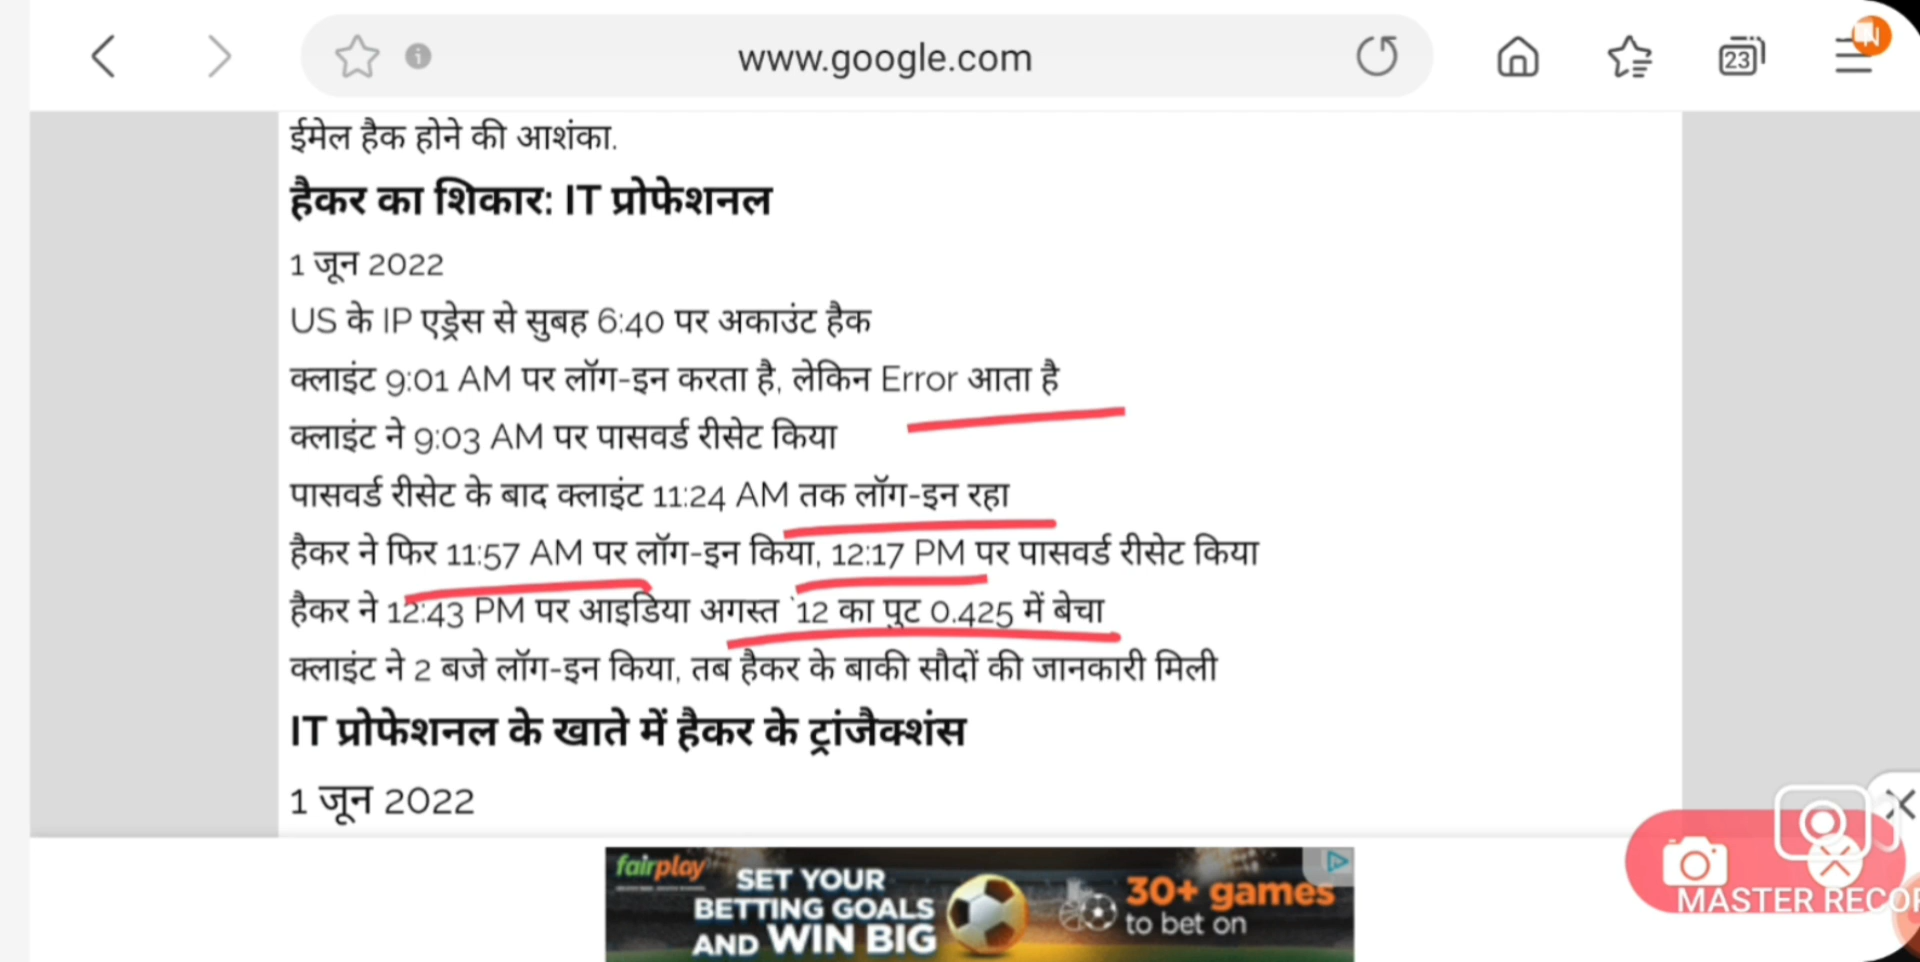 www.google.com
23
ईमेल हैक होने की आशंका.
हैकर का शिकार: IT प्रोफेशनल
1 जून 2022
US के IP एड्रेस से सुबह 6:40 पर अकाउंट हैक
क्लाइंट 9:01 AM पर लॉग-इन करता है, लेकिन Error आता है
क्लाइंट ने 9:03 AM पर पासवर्ड रीसेट किया
पासवर्ड रीसेट के बाद क्लाइंट 11:24 AM तक लॉग-इन रहा
हैकर ने फिर 11:57 AM पर लॉग-इन किया, 12:17 PM पर पासवर्ड रीसेट किया
हैकर ने 12:43 PM पर आइडिया अगस्त `12 का पुट 0.425 में बेचा
क्लाइंट ने 2 बजे लॉग-इन किया, तब हैकर के बाकी सौदों की जानकारी मिली
IT प्रोफेशनल के खाते में हैकर के ट्रांजैक्शंस
1 जून 2022
fairplay
SET YOUR
BETTING GOALS
AND WIN BIG
30+ games
to bet on
MASTER RECOR